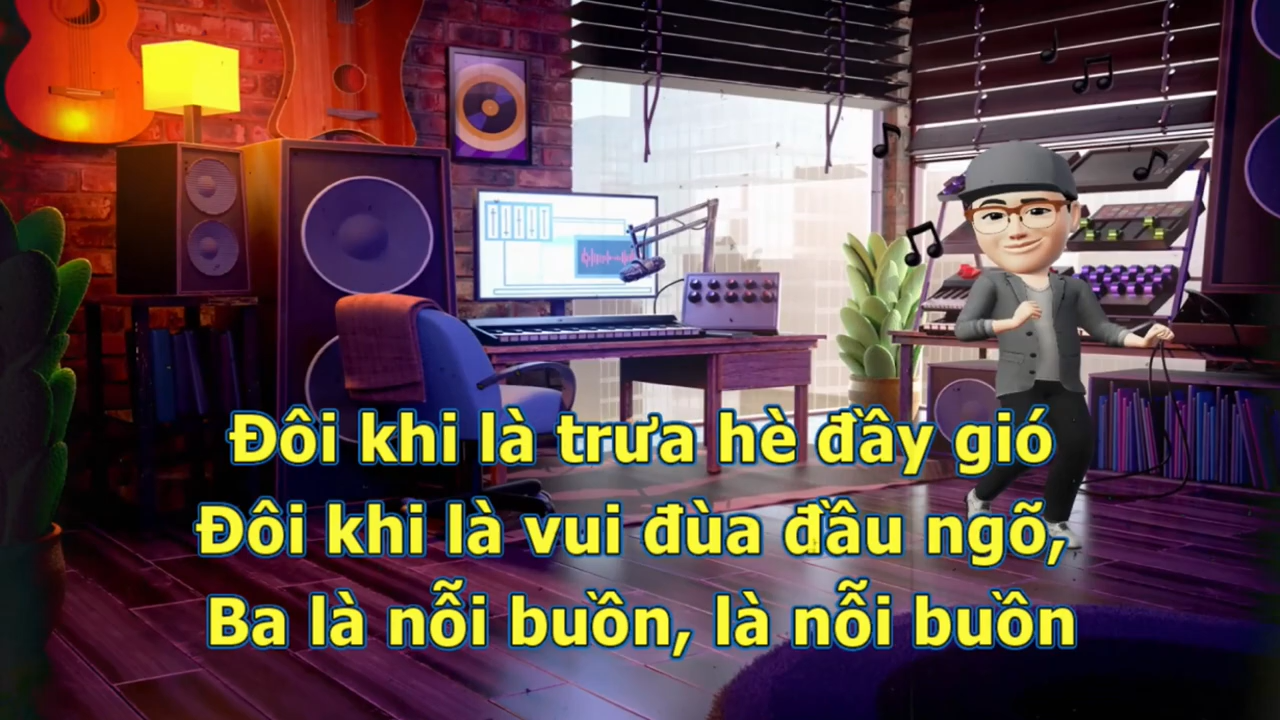 Đôi khi là trưa hè đầy gió
Đôi khi là vui đùa đầu ngõ,
Ba là nỗi buồn, là nỗi buồn